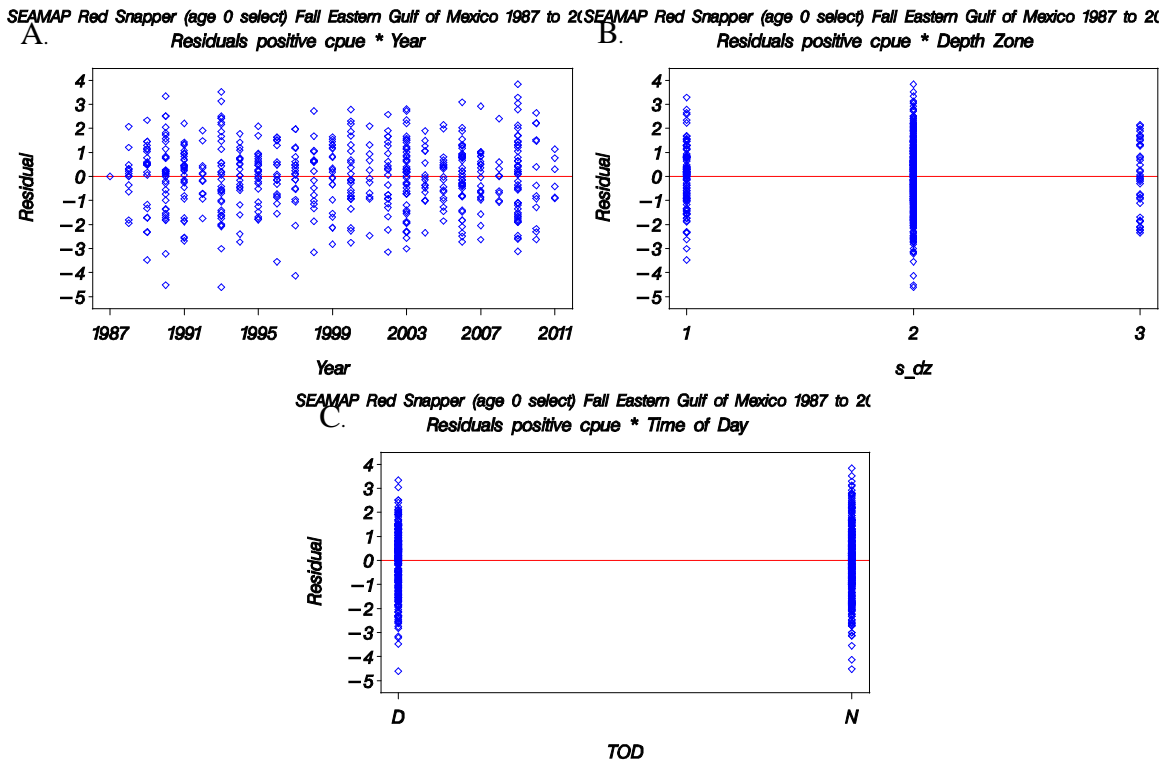 SEAMAP Red Snapper (age 0 select) Fall Eastern Gulf of Mexico 1987 to
A.
Residuals positive cpue * Year
4
3
2
1
0
−1
−2
−3
−4
−5
Residual
1987 1991 1995 1999 2003 2007 2011
Year
SEAMAP Red Snapper (age 0 select) Fall Eastern Gulf of Mexico 1987 to 20
B.
Residuals positive cpue * Depth Zone
4
3
2
1
0
−1
−2
−3
−4
−5
Residual
1 2 3
s_dz
SEAMAP Red Snapper (age 0 select) Fall Eastern Gulf of Mexico 1987 to 20
C.
Residuals positive cpue * Time of Day
4
3
2
1
0
−1
−2
−3
−4
−5
Residual
D N
TOD